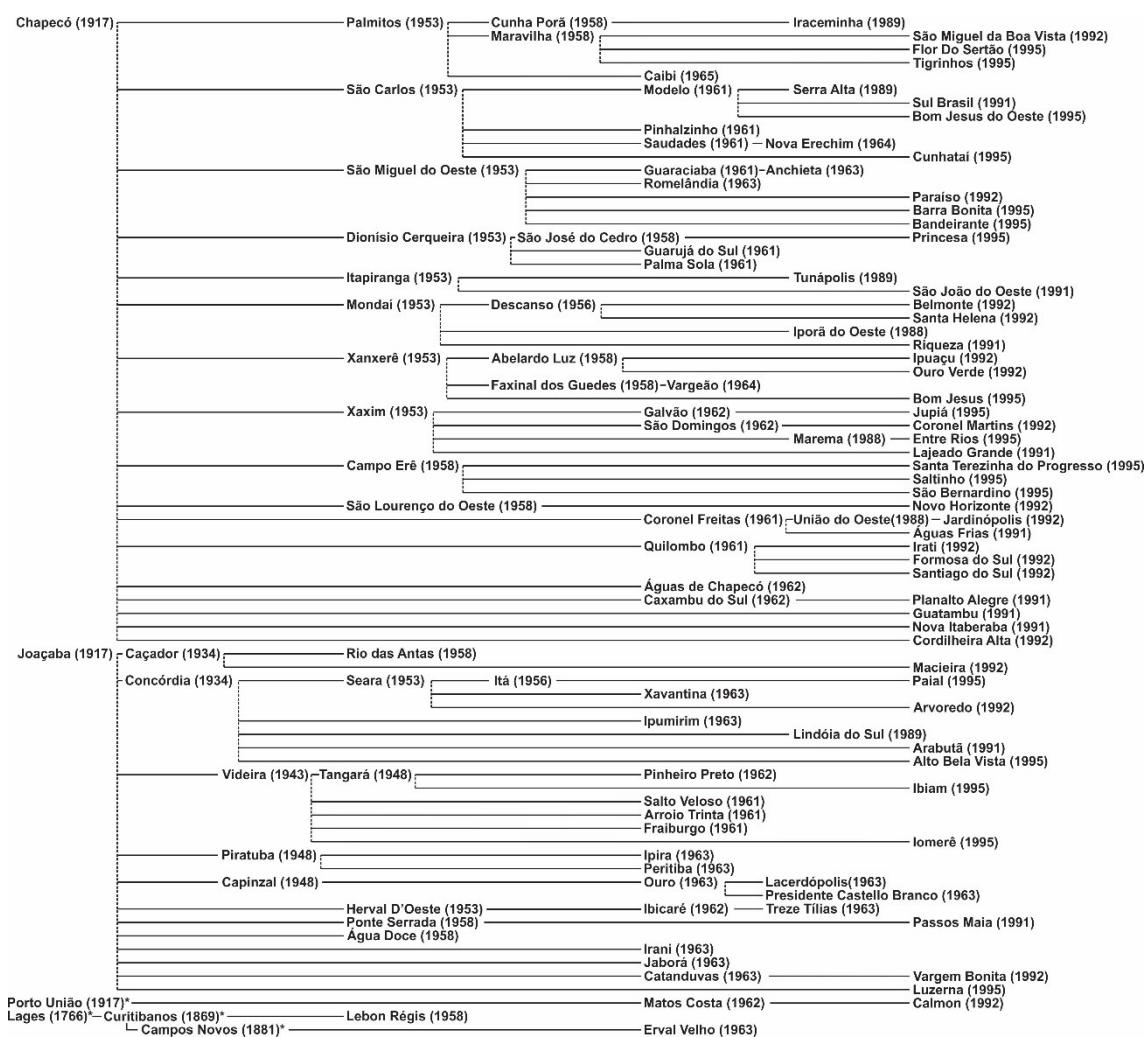 Chapecó (1917) Palmitos (1953) Cunha Porã (1958) Iraceminha (1989)
Maravilha (1958) São Miguel da Boa Vista (1992)
Flor Do Sertão (1995)
Tigrinhos (1995)
Caibi (1965)
São Carlos (1953) Modelo (1961) Serra Alta (1989)
Sul Brasil (1991)
Bom Jesus do Oeste (1995)
Pinhalzinho (1961)
Saudades (1961) – Nova Erechim (1964)
Cunhataí (1995)
São Miguel do Oeste (1953) Guaraciaba (1961)–Anchieta (1963)
Romelândia (1963)
Paraíso (1992)
Barra Bonita (1995)
Bandeirante (1995)
Dionísio Cerqueira (1953) São José do Cedro (1958) Princesa (1995)
Guarujá do Sul (1961)
Palma Sola (1961)
Itapiranga (1953) Tunápolis (1989)
São João do Oeste (1991)
Mondaí (1953) Descanso (1956) Belmonte (1992)
Santa Helena (1992)
Iporã do Oeste (1988)
Riqueza (1991)
Xanxerê (1953) Abelardo Luz (1958) Ipuaçu (1992)
Ouro Verde (1992)
Faxinal dos Guedes (1958)–Vargeão (1964)
Bom Jesus (1995)
Xaxim (1953) Galvão (1962) Jupiá (1995)
São Domingos (1962) Coronel Martins (1992)
Marema (1988) – Entre Rios (1995)
Lajeado Grande (1991)
Campo Erê (1958) Santa Terezinha do Progresso (1995)
Saltinho (1995)
São Bernardino (1995)
São Lourenço do Oeste (1958) Novo Horizonte (1992)
Coronel Freitas (1961) União do Oeste(1988) – Jardinópolis (1992)
Águas Frias (1991)
Quilombo (1961) Irati (1992)
Formosa do Sul (1992)
Santiago do Sul (1992)
Águas de Chapecó (1962)
Caxambu do Sul (1962) Planalto Alegre (1991)
Guatambu (1991)
Nova Itaberaba (1991)
Cordilheira Alta (1992)
Joaçaba (1917) Caçador (1934) Rio das Antas (1958)
Macieira (1992)
Concórdia (1934) Seara (1953) Itá (1956) Paial (1995)
Xavantina (1963)
Arvoredo (1992)
Ipumirim (1963)
Lindóia do Sul (1989)
Arabutã (1991)
Alto Bela Vista (1995)
Videira (1943) Tangará (1948) Pinheiro Preto (1962)
Ibiam (1995)
Salto Veloso (1961)
Arroio Trinta (1961)
Fraiburgo (1961)
Iomerê (1995)
Piratuba (1948) Ipira (1963)
Peritiba (1963)
Capinzal (1948) Ouro (1963) Lacerdópolis(1963)
Presidente Castello Branco (1963)
Herval D’Oeste (1953) Ibicaré (1962) – Treze Tílias (1963)
Ponte Serrada (1958) Passos Maia (1991)
Água Doce (1958)
Irani (1963)
Jaborá (1963)
Catanduvas (1963) Vargem Bonita (1992)
Luzerna (1995)
Porto União (1917)* Matos Costa (1962) Calmon (1992)
Lages (1766)*– Curitibanos (1869)* Lebon Régis (1958)
Campos Novos (1881)* Erval Velho (1963)